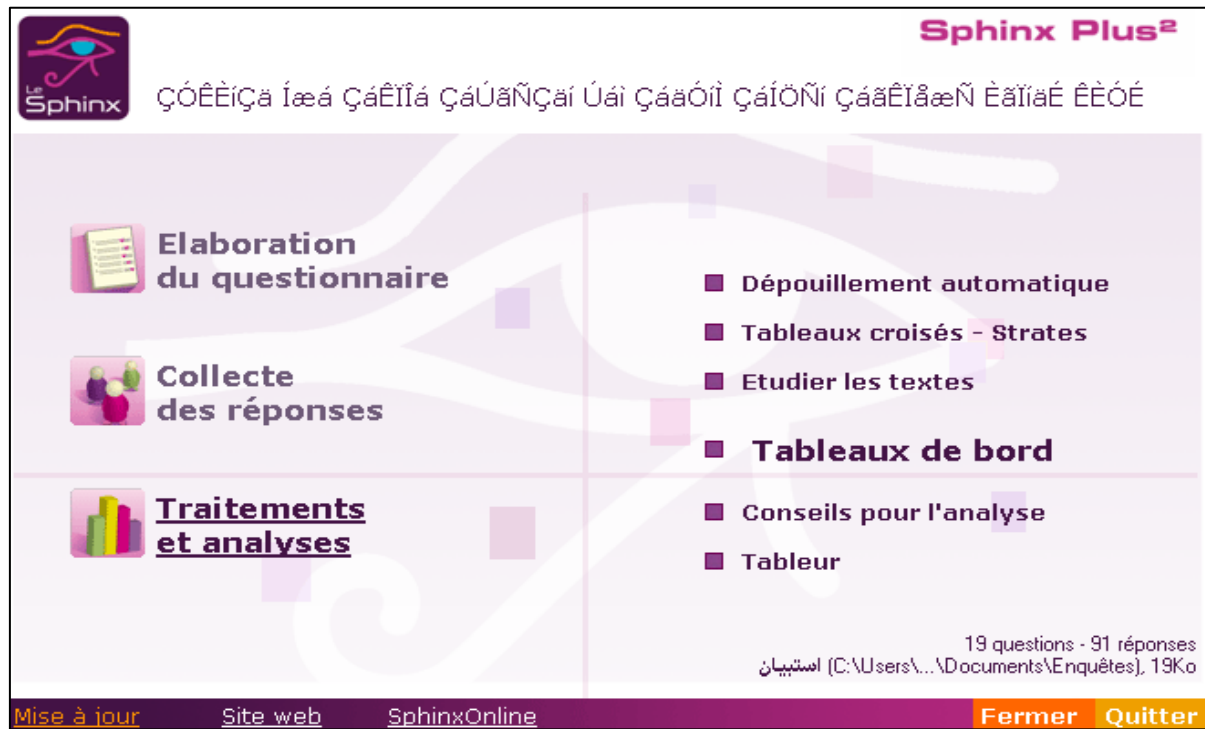 Sphinx Plus²
Le Sphinx
ÇÓÊÈíÇä Íæá ÇáÊÏÎá ÇáÚãÑÇäí Úáì ÇáäÓíÌ ÇáÍÖÑí ÇáãÊÏåæÑ ÈãÏíäÉ ÊÈÓÉ
Elaboration
du questionnaire
Collecte
des réponses
Traitements
et analyses
Dépouillement automatique
Tableaux croisés - Strates
Etudier les textes
Tableaux de bord
Conseils pour l'analyse
Tableur
19 questions - 91 réponses
استبيان (C:\Users\...\Documents\Enquêtes), 19Ko
Mise à jour
Site web
SphinxOnline
Fermer
Quitter